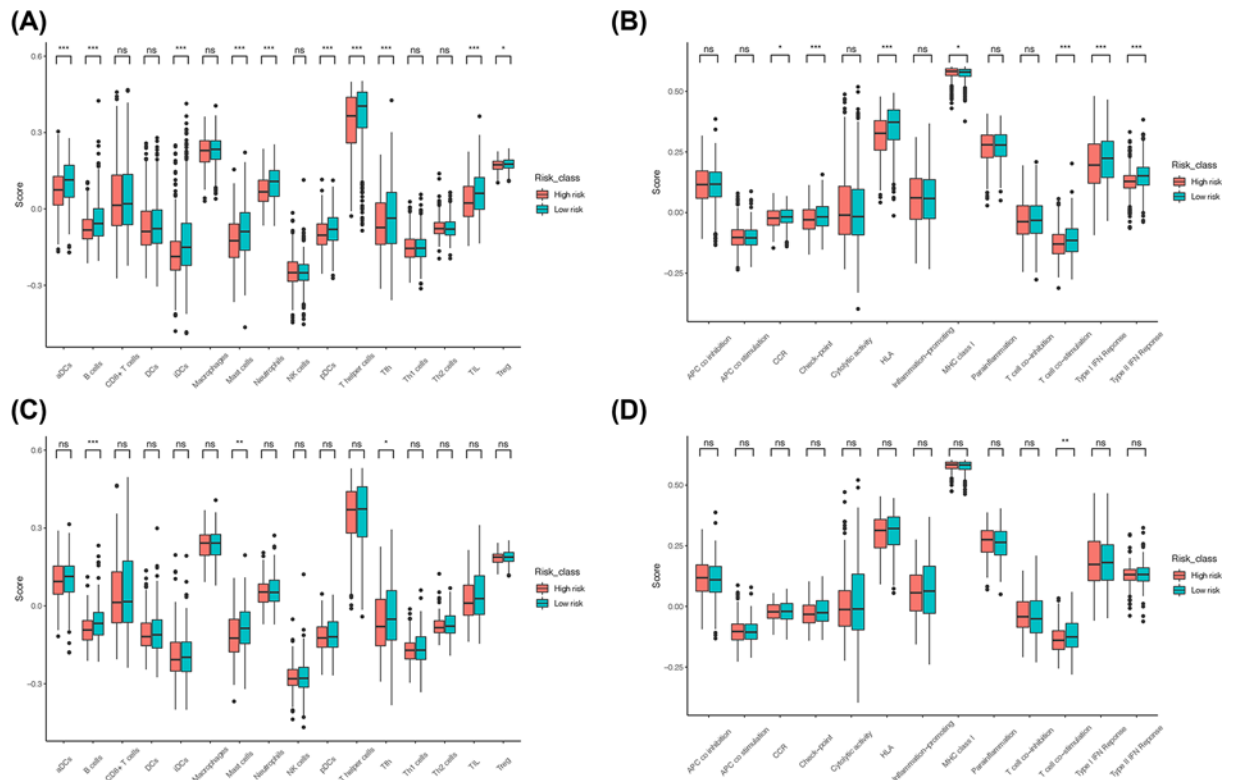 (A)
*** *** ns ns *** ns *** *** ns *** *** *** ns ns *** *
0.6
0.3
0.0
−0.3
Score
Risk_class
High risk
Low risk
aDCs B cells CD8+ T cells DCs iDCs Macrophages Mast cells Neutrophils NK cells pDCs T helper cells Tfh Th1 cells Th2 cells TIL Treg
(B)
ns ns * *** ns *** ns * ns ns *** *** ***
0.50
0.25
0.00
−0.25
Score
Risk_class
High risk
Low risk
APC co inhibition APC co stimulation CCR Check−point Cytolytic activity HLA Inflammation−promoting MHC class I Parainflammation T cell co−inhibition T cell co−stimulation Type I IFN Reponse Type II IFN Reponse
(C)
ns *** ns ns ns ns ** ns ns ns ns * ns ns ns ns
0.6
0.3
0.0
−0.3
Score
Risk_class
High risk
Low risk
aDCs B cells CD8+ T cells DCs iDCs Macrophages Mast cells Neutrophils NK cells pDCs T helper cells Tfh Th1 cells Th2 cells TIL Treg
(D)
ns ns ns ns ns ns ns ns ns ns ** ns ns
0.50
0.25
0.00
−0.25
Score
Risk_class
High risk
Low risk
APC co inhibition APC co stimulation CCR Check−point Cytolytic activity HLA Inflammation−promoting MHC class I Parainflammation T cell co−inhibition T cell co−stimulation Type I IFN Reponse Type II IFN Reponse